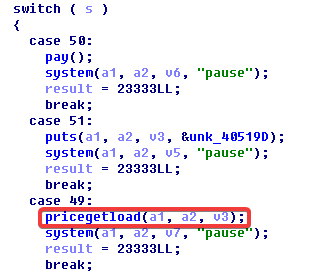 switch ( s )
{
case 50:
pay();
system(a1, a2, v6, "pause");
result = 23333LL;
break;
case 51:
puts(a1, a2, v3, &unk_40519D);
system(a1, a2, v5, "pause");
result = 23333LL;
break;
case 49:
pricegetload(a1, a2, v3);
system(a1, a2, v7, "pause");
result = 23333LL;
break;